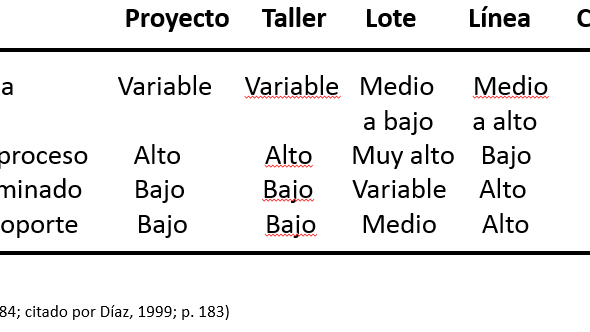 Proyecto Taller Lote Línea C
a Variable Variable Medio Medio
a bajo a alto
proceso Alto Alto Muy alto Bajo
minado Bajo Bajo Variable Alto
oporte Bajo Bajo Medio Alto
84; citado por Díaz, 1999; p. 183)